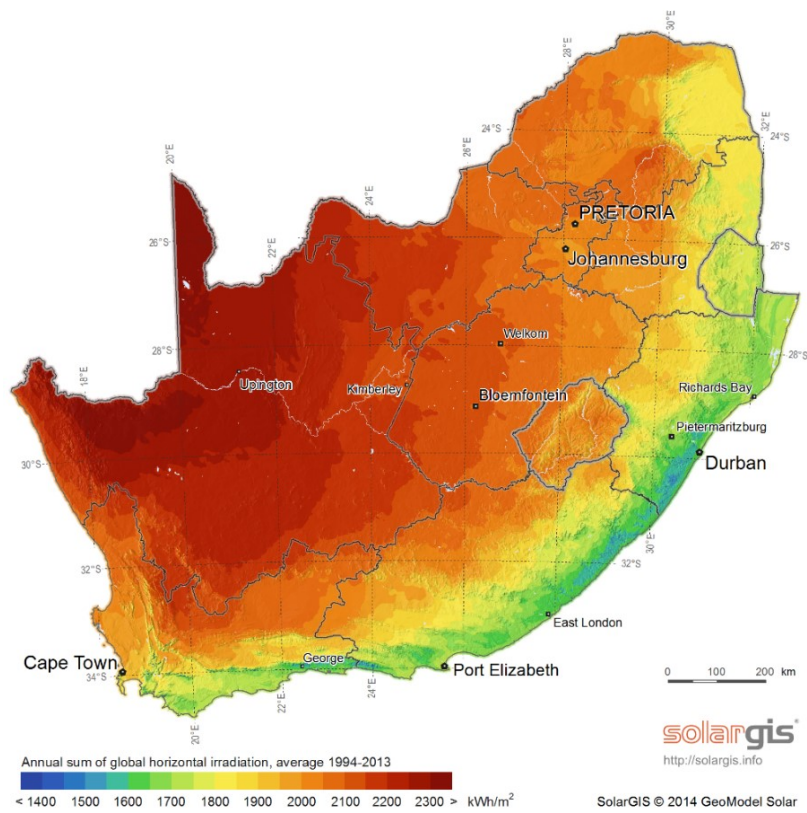 30°E
28°E
32°E
24°S
24°S
26°E
20°E
24°E
PRETORIA
26°S
22°E
26°S
Johannesburg
Welkom
28°S
28°S
18°E
Upington
Kimberley
Richards Bay
Bloemfontein
Pietermaritzburg
30°S
Durban
30°E
32°S
32°S
East London
Cape Town
George
Port Elizabeth
34°S
24°E
22°E
20°E
0 100 200 km
solargis
http://solargis.info
Annual sum of global horizontal irradiation, average 1994-2013
< 1400 1500 1600 1700 1800 1900 2000 2100 2200 2300 > kWh/m²
SolarGIS © 2014 GeoModel Solar